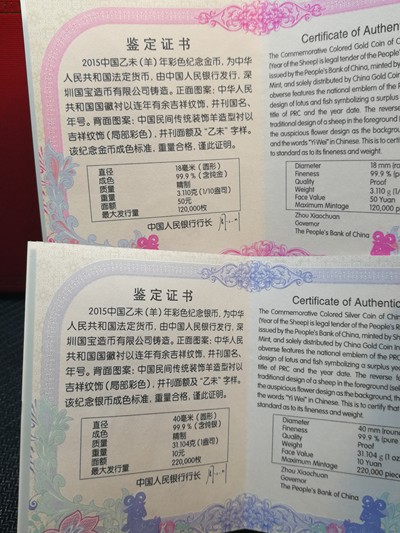 鉴定证书
2015中国乙未(羊)年彩色纪念金币,为中华
人民共和国法定货币,由中国人民银行发行,深
圳国宝造币有限公司铸造。正面图案:中华人
民共和国国徽衬以连年有余吉祥纹饰,并刊国名、
年号。背面图案:中国民间传统装饰羊造型衬以
吉祥纹饰(局部彩色),并刊面额及“乙未”字样。
该纪念金币成色标准,重量合格,谨此证明。
直径 18毫米(圆形)
成色 99.9%(含纯金)
质量 精制
重量 3.110克(1/10盎司)
面额 50元
最大发行量 120,000枚
中国人民银行行长
Certificate of Authen
The Commemorative Colored Gold Coin of C
(Year of the Sheep) is legal tender of the People's
issued by the People's Bank of China, minted by Sh
Mint, and solely distributed by China Gold Coin
obverse features the national emblem of the PR
design of lotus and fish symbolizing a surplus
title of PRC and the year date. The reverse
traditional design of a sheep in the foreground (se
the auspicious flower design as the background
and the words "Yi Wei" in Chinese. This is to certify
to standard as to its fineness and weight.
Diameter 18 mm (ro
Fineness 99.9 % (p
Quality Proof
Weight 3.110 g (1
Face Value 50 Yuan
Maximum Mintage 120,000 p
Zhou Xiaochuan
Governor
The People's Bank of China
鉴定证书
2015中国乙未(羊)年彩色纪念银币,为中华
人民共和国法定货币,由中国人民银行发行,深
圳国宝造币有限公司铸造。正面图案:中华人
民共和国国徽衬以连年有余吉祥纹饰,并刊国名、
年号。背面图案:中国民间传统装饰羊造型衬以
吉祥纹饰(局部彩色),并刊面额及“乙未”字样。
该纪念银币成色标准,重量合格,谨此证明。
直径 40毫米(圆形)
成色 99.9%(含纯银)
质量 精制
重量 31.104克(1盎司)
面额 10元
最大发行量 220,000枚
中国人民银行行长
Certificate of Authentic
The Commemorative Colored Silver Coin of Chin
(Year of the Sheep) is legal tender of the People's R
issued by the People's Bank of China, minted by She
Mint, and solely distributed by China Gold Coin In
obverse features the national emblem of the PRC
design of lotus and fish symbolizing a surplus year
title of PRC and the year date. The reverse f
traditional design of a sheep in the foreground (sele
the auspicious flower design as the background, th
and the words "Yi Wei" in Chinese. This is to certify that
standard as to its fineness and weight.
Diameter 40 mm (roun
Fineness 99.9 % (pure
Quality Proof
Weight 31.104 g (1 oz
Face Value 10 Yuan
Maximum Mintage 220,000 piece
Zhou Xiaochuan
Governor
The People's Bank of China